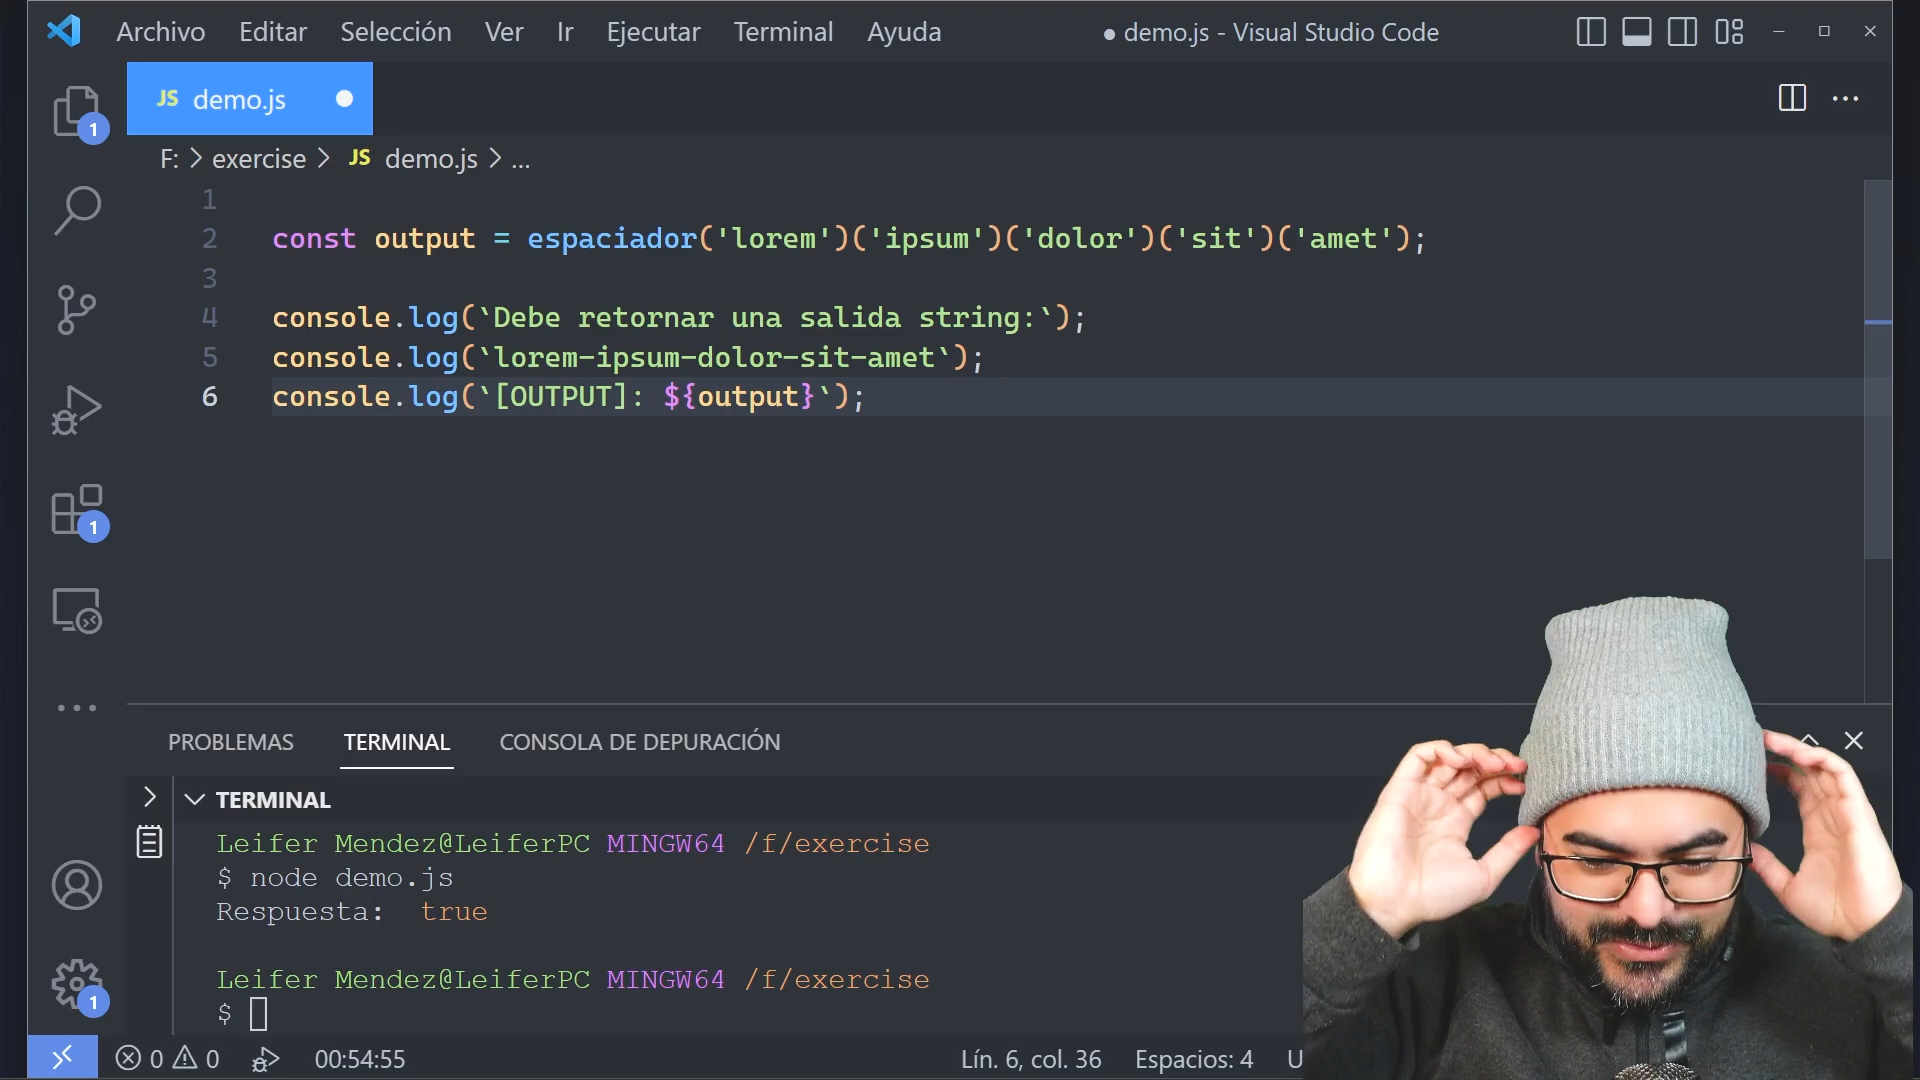 Archivo Editar Selección Ver Ir Ejecutar Terminal Ayuda ● demo.js - Visual Studio Code
JS demo.js
F: > exercise > JS demo.js > ...
1
2 const output = espaciador('lorem')('ipsum')('dolor')('sit')('amet');
3
4 console.log(`Debe retornar una salida string:`);
5 console.log(`lorem-ipsum-dolor-sit-amet`);
6 console.log(`[OUTPUT]: ${output}`);
1
1
1
PROBLEMAS TERMINAL CONSOLA DE DEPURACIÓN
TERMINAL
Leifer Mendez@LeiferPC MINGW64 /f/exercise
$ node demo.js
Respuesta: true
Leifer Mendez@LeiferPC MINGW64 /f/exercise
$
0 0 00:54:55 Lín. 6, col. 36 Espacios: 4 U